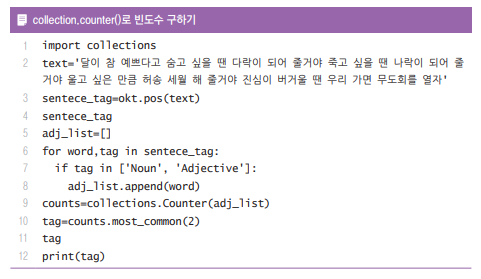 collection,counter()로 빈도수 구하기
1 import collections
2 text='달이 참 예쁘다고 숨고 싶을 땐 다락이 되어 줄거야 죽고 싶을 땐 나락이 되어 줄
거야 울고 싶은 만큼 허송 세월 해 줄거야 진심이 버거울 땐 우리 가면 무도회를 열자'
3 sentece_tag=okt.pos(text)
4 sentece_tag
5 adj_list=[]
6 for word,tag in sentece_tag:
7 if tag in ['Noun', 'Adjective']:
8 adj_list.append(word)
9 counts=collections.Counter(adj_list)
10 tag=counts.most_common(2)
11 tag
12 print(tag)